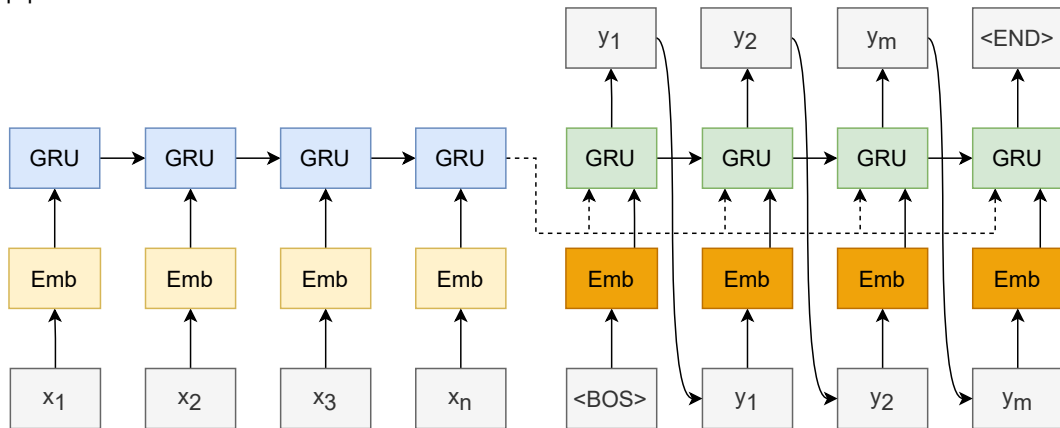 y1 y2 ym <END>
GRU GRU GRU GRU GRU GRU GRU GRU
Emb Emb Emb Emb Emb Emb Emb Emb
x1 x2 x3 xn <BOS> y1 y2 ym